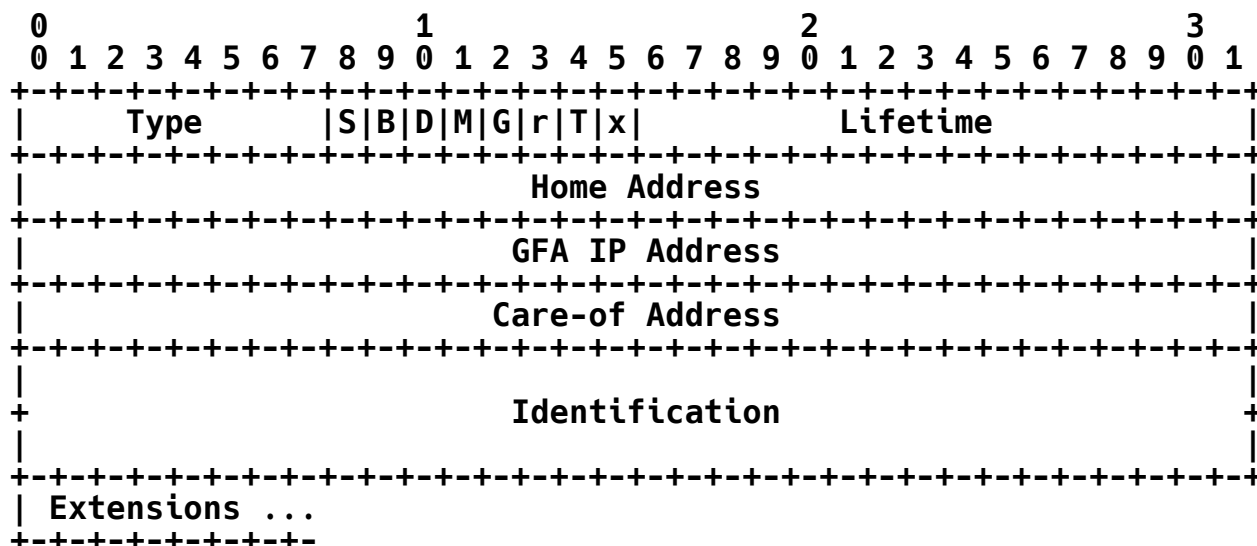 0                   1                   2                   3
 0 1 2 3 4 5 6 7 8 9 0 1 2 3 4 5 6 7 8 9 0 1 2 3 4 5 6 7 8 9 0 1
+-+-+-+-+-+-+-+-+-+-+-+-+-+-+-+-+-+-+-+-+-+-+-+-+-+-+-+-+-+-+-+-+
|     Type      |S|B|D|M|G|r|T|x|          Lifetime             |
+-+-+-+-+-+-+-+-+-+-+-+-+-+-+-+-+-+-+-+-+-+-+-+-+-+-+-+-+-+-+-+-+
|                          Home Address                         |
+-+-+-+-+-+-+-+-+-+-+-+-+-+-+-+-+-+-+-+-+-+-+-+-+-+-+-+-+-+-+-+-+
|                         GFA IP Address                        |
+-+-+-+-+-+-+-+-+-+-+-+-+-+-+-+-+-+-+-+-+-+-+-+-+-+-+-+-+-+-+-+-+
|                        Care-of Address                        |
+-+-+-+-+-+-+-+-+-+-+-+-+-+-+-+-+-+-+-+-+-+-+-+-+-+-+-+-+-+-+-+-+
|                                                               |
+                         Identification                        +
|                                                               |
+-+-+-+-+-+-+-+-+-+-+-+-+-+-+-+-+-+-+-+-+-+-+-+-+-+-+-+-+-+-+-+-+
| Extensions ...
+-+-+-+-+-+-+-+-